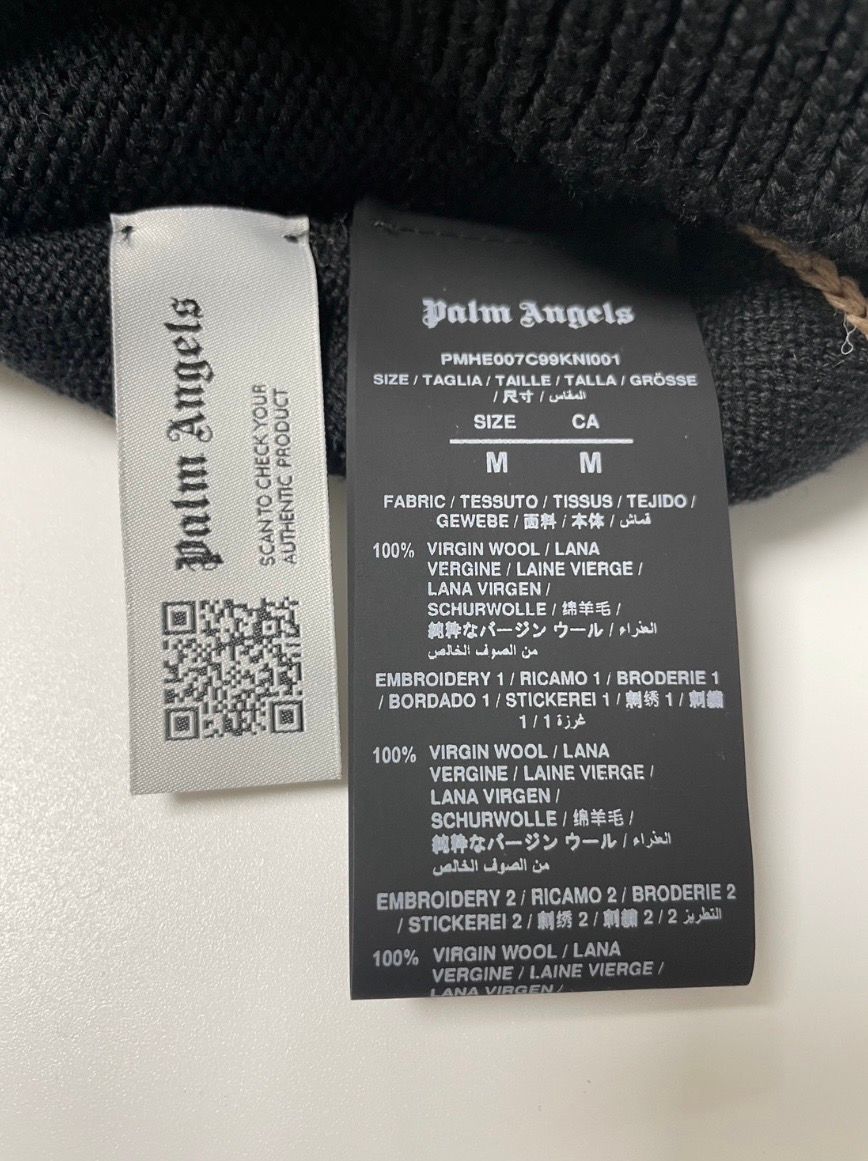 Palm Angels
SCAN TO CHECK YOUR
AUTHENTIC PRODUCT
Palm Angels
PMHE007C99KNI001
SIZE / TAGLIA / TAILLE / TALLA / GRÖSSE
/ 尺寸 / المقاس
SIZE CA
M M
FABRIC / TESSUTO / TISSUS / TEJIDO /
GEWEBE / 面料 / 本体 / قماش
100% VIRGIN WOOL / LANA
VERGINE / LAINE VIERGE /
LANA VIRGEN /
SCHURWOLLE / 绵羊毛 /
純粋なバージン ウール / العذراء
من الصوف الخالص
EMBROIDERY 1 / RICAMO 1 / BRODERIE 1
/ BORDADO 1 / STICKEREI 1 / 刺绣 1 / 刺繍
1 / غرزة 1
100% VIRGIN WOOL / LANA
VERGINE / LAINE VIERGE /
LANA VIRGEN /
SCHURWOLLE / 绵羊毛 /
純粋なバージン ウール / العذراء
من الصوف الخالص
EMBROIDERY 2 / RICAMO 2 / BRODERIE 2
/ STICKEREI 2 / 刺绣 2 / 刺繍 2 / التطريز 2
100% VIRGIN WOOL / LANA
VERGINE / LAINE VIERGE /
LANA VIRGEN /